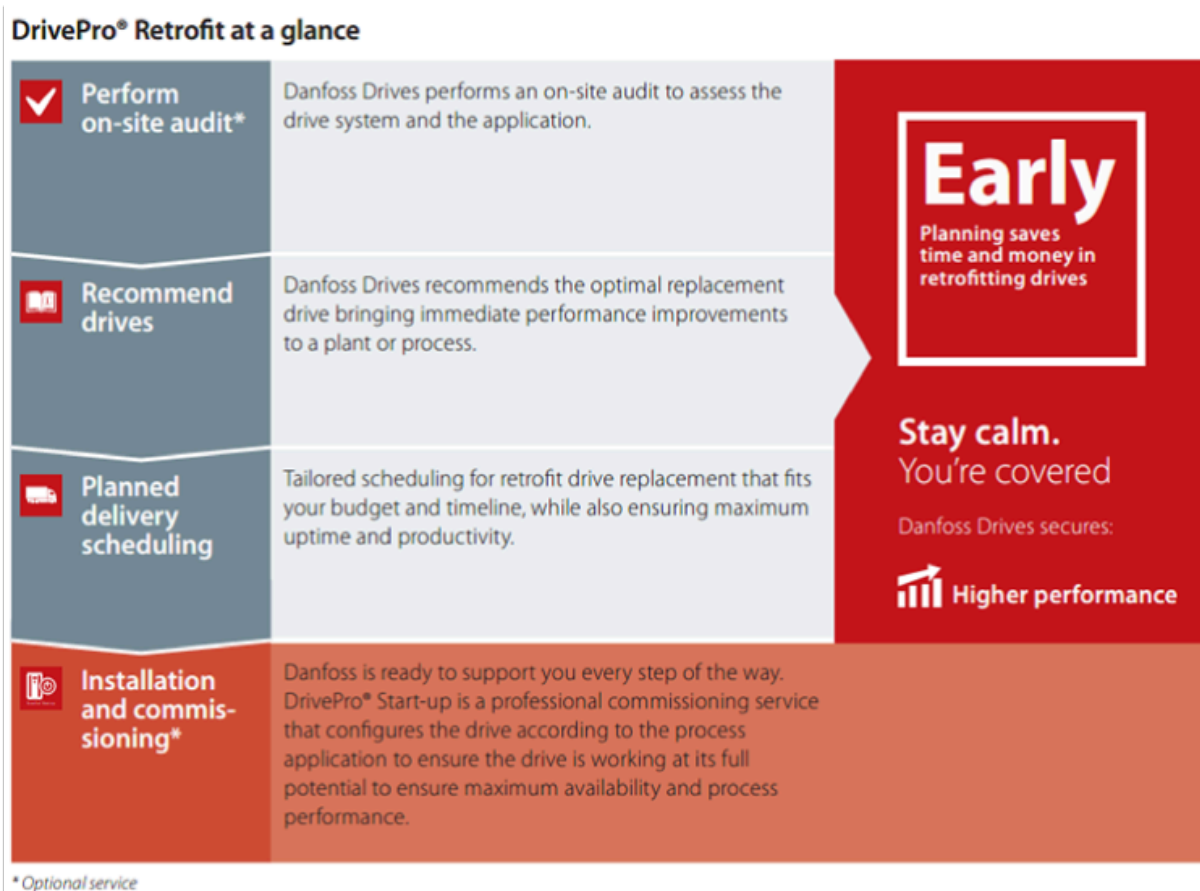 DrivePro® Retrofit at a glance
Perform
on-site audit*
Danfoss Drives performs an on-site audit to assess the
drive system and the application.
Recommend
drives
Danfoss Drives recommends the optimal replacement
drive bringing immediate performance improvements
to a plant or process.
Planned
delivery
scheduling
Tailored scheduling for retrofit drive replacement that fits
your budget and timeline, while also ensuring maximum
uptime and productivity.
Installation
and commis-
sioning*
Danfoss is ready to support you every step of the way.
DrivePro® Start-up is a professional commissioning service
that configures the drive according to the process
application to ensure the drive is working at its full
potential to ensure maximum availability and process
performance.
Early
Planning saves
time and money in
retrofitting drives
Stay calm.
You're covered
Danfoss Drives secures:
Higher performance
* Optional service